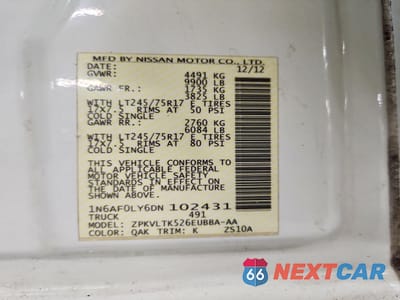 MFD BY NISSAN MOTOR CO., LTD.
DATE: 12/12
GVWR: 4491 KG
9900 LB
GAWR FR.: 1735 KG
3825 LB
WITH LT245/75R17 E TIRES
17X7.5 RIMS AT 50 PSI
COLD SINGLE
GAWR RR.: 2760 KG
6084 LB
WITH LT245/75R17 E TIRES
17X7.5 RIMS AT 80 PSI
COLD SINGLE
THIS VEHICLE CONFORMS TO
ALL APPLICABLE FEDERAL
MOTOR VEHICLE SAFETY
STANDARDS IN EFFECT ON
THE DATE OF MANUFACTURE
SHOWN ABOVE.
1N6AF0LY6DN 102431
TRUCK 491
MODEL: ZPKVLTK526EUBBA-AA
COLOR: QAK TRIM: K ZS10A
66 NEXTCAR